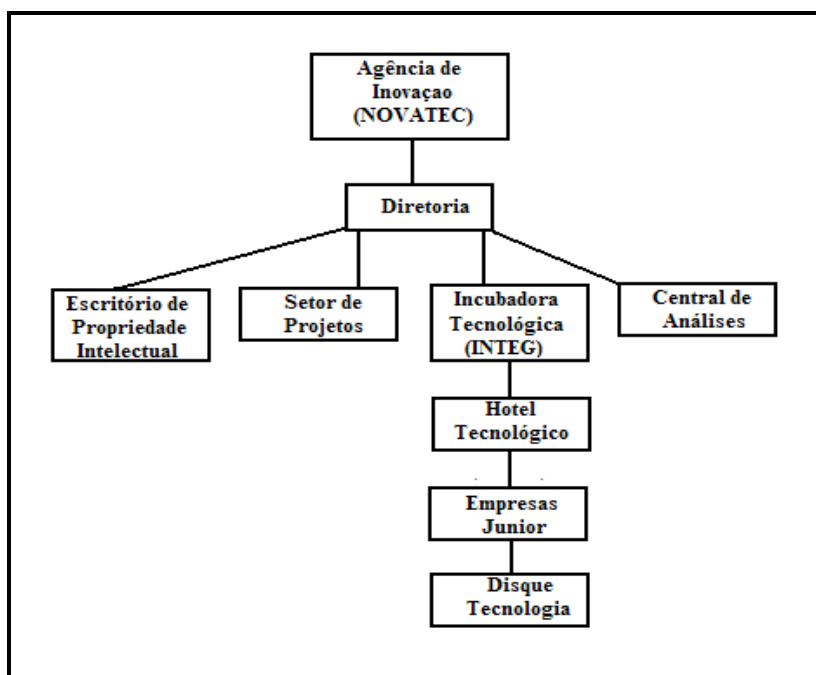 Agência de
Inovaçao
(NOVATEC)
Diretoria
Escritório de
Propriedade
Intelectual
Setor de
Projetos
Incubadora
Tecnológica
(INTEG)
Central de
Análises
Hotel
Tecnológico
Empresas
Junior
Disque
Tecnologia